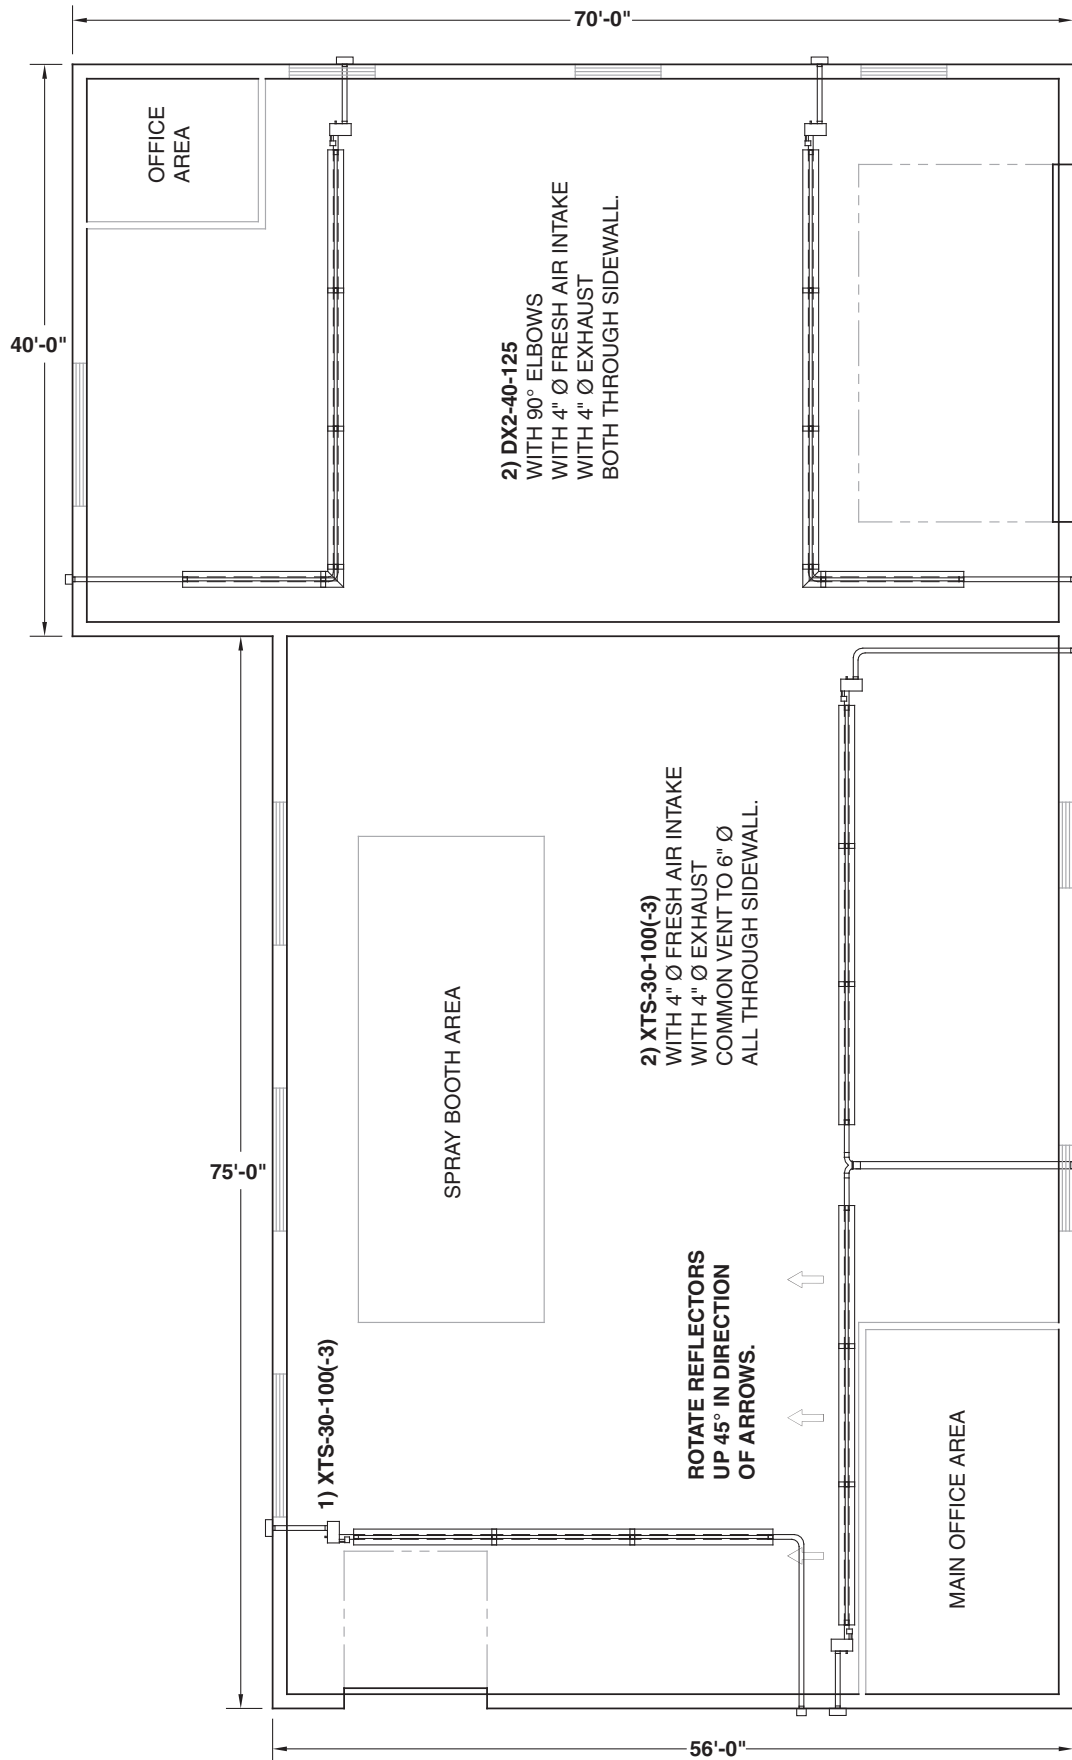 70'-0"
40'-0"
OFFICE
AREA
2) DX2-40-125
WITH 90° ELBOWS
WITH 4" Ø FRESH AIR INTAKE
WITH 4" Ø EXHAUST
BOTH THROUGH SIDEWALL.
75'-0"
SPRAY BOOTH AREA
2) XTS-30-100(-3)
WITH 4" Ø FRESH AIR INTAKE
WITH 4" Ø EXHAUST
COMMON VENT TO 6" Ø
ALL THROUGH SIDEWALL.
1) XTS-30-100(-3)
ROTATE REFLECTORS
UP 45° IN DIRECTION
OF ARROWS.
MAIN OFFICE AREA
56'-0"